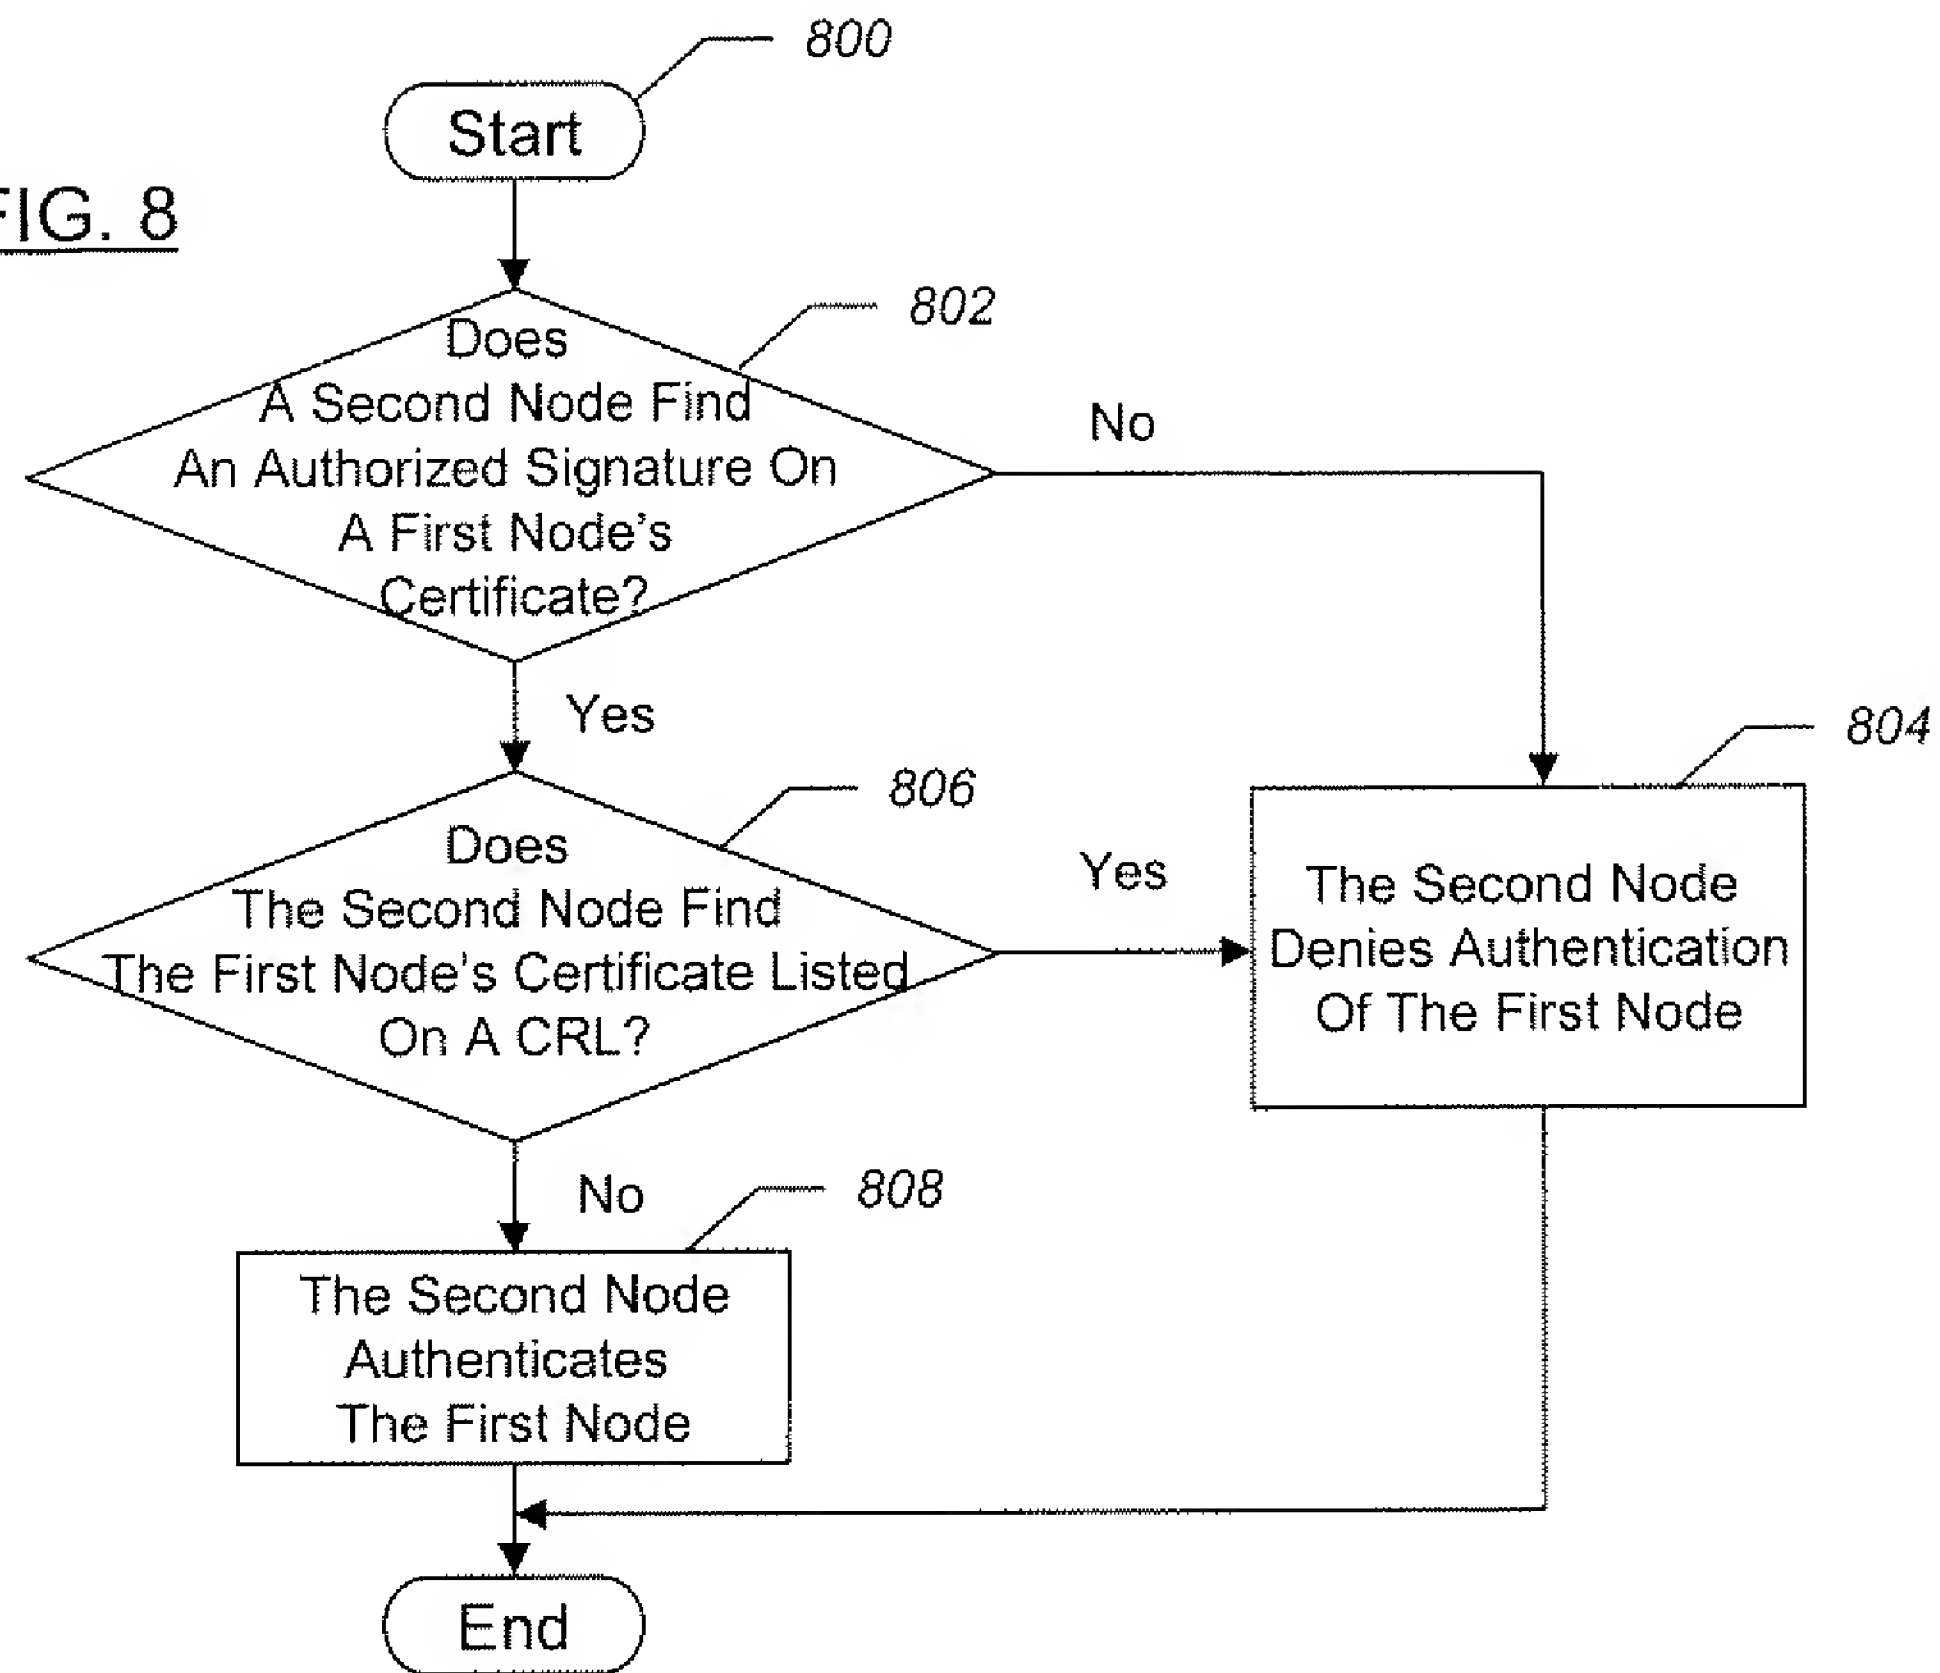 800
Start
FIG. 8
802
Does
A Second Node Find
An Authorized Signature On
A First Node's
Certificate?
No
Yes
804
806
Does
The Second Node Find
The First Node's Certificate Listed
On A CRL?
Yes
The Second Node
Denies Authentication
Of The First Node
No
808
The Second Node
Authenticates
The First Node
End